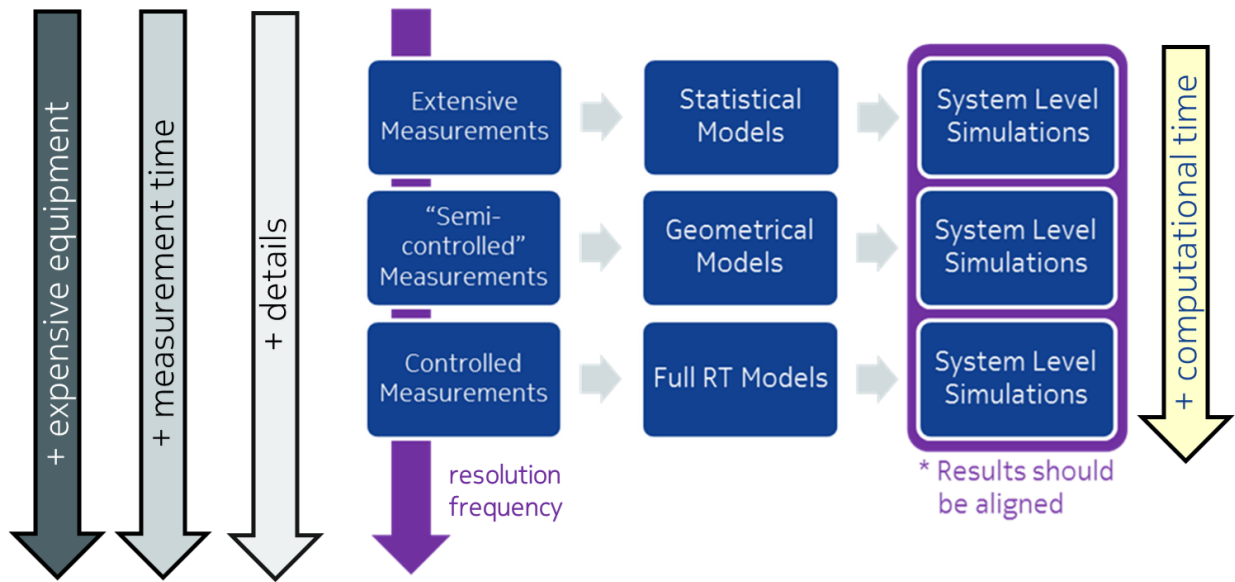 + expensive equipment
+ measurement time
+ details
Extensive
Measurements
Statistical
Models
System Level
Simulations
“Semi-
controlled”
Measurements
Geometrical
Models
System Level
Simulations
Controlled
Measurements
Full RT Models
System Level
Simulations
resolution
frequency
* Results should
be aligned
+ computational time